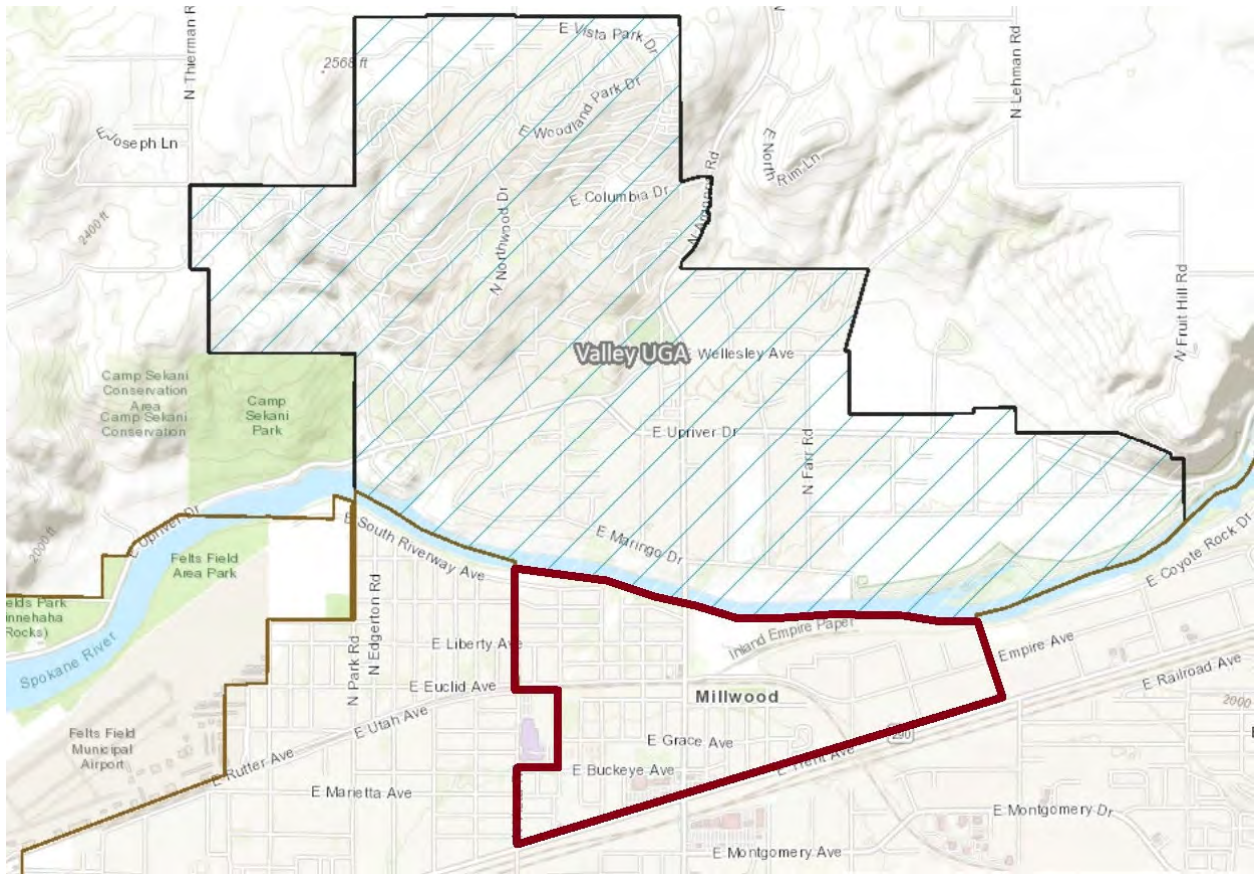 E Vista Park Dr
N Thierman R
2568 ft
N Lehman Rd
E Woodland Park Dr
E Joseph Ln
E North
Rim Ln
E Columbia Dr
N Northwood Dr
2400 ft
N Fruit Hill Rd
Valley UGA
Wellesley Ave
Camp Sekani
Conservation
Area
Camp Sekani
Conservation
Camp
Sekani
Park
E Upriver Dr
N Farr Rd
E Upriver Dr
2000 ft
E South Riverway Ave
E Maringo Dr
E Coyote Rock Dr
Felts Field
Area Park
elds Park
nnehaha
Rocks)
Spokane River
N Park Rd
N Edgerton Rd
E Liberty Ave
Inland Empire Paper
Empire Ave
E Railroad Ave
E Euclid Ave
Millwood
2000
E Utah Ave
290
E Grace Ave
Felts Field
Municipal
Airport
E Rutter Ave
E Buckeye Ave
E Trent Ave
E Marietta Ave
E Montgomery Dr
E Montgomery Ave